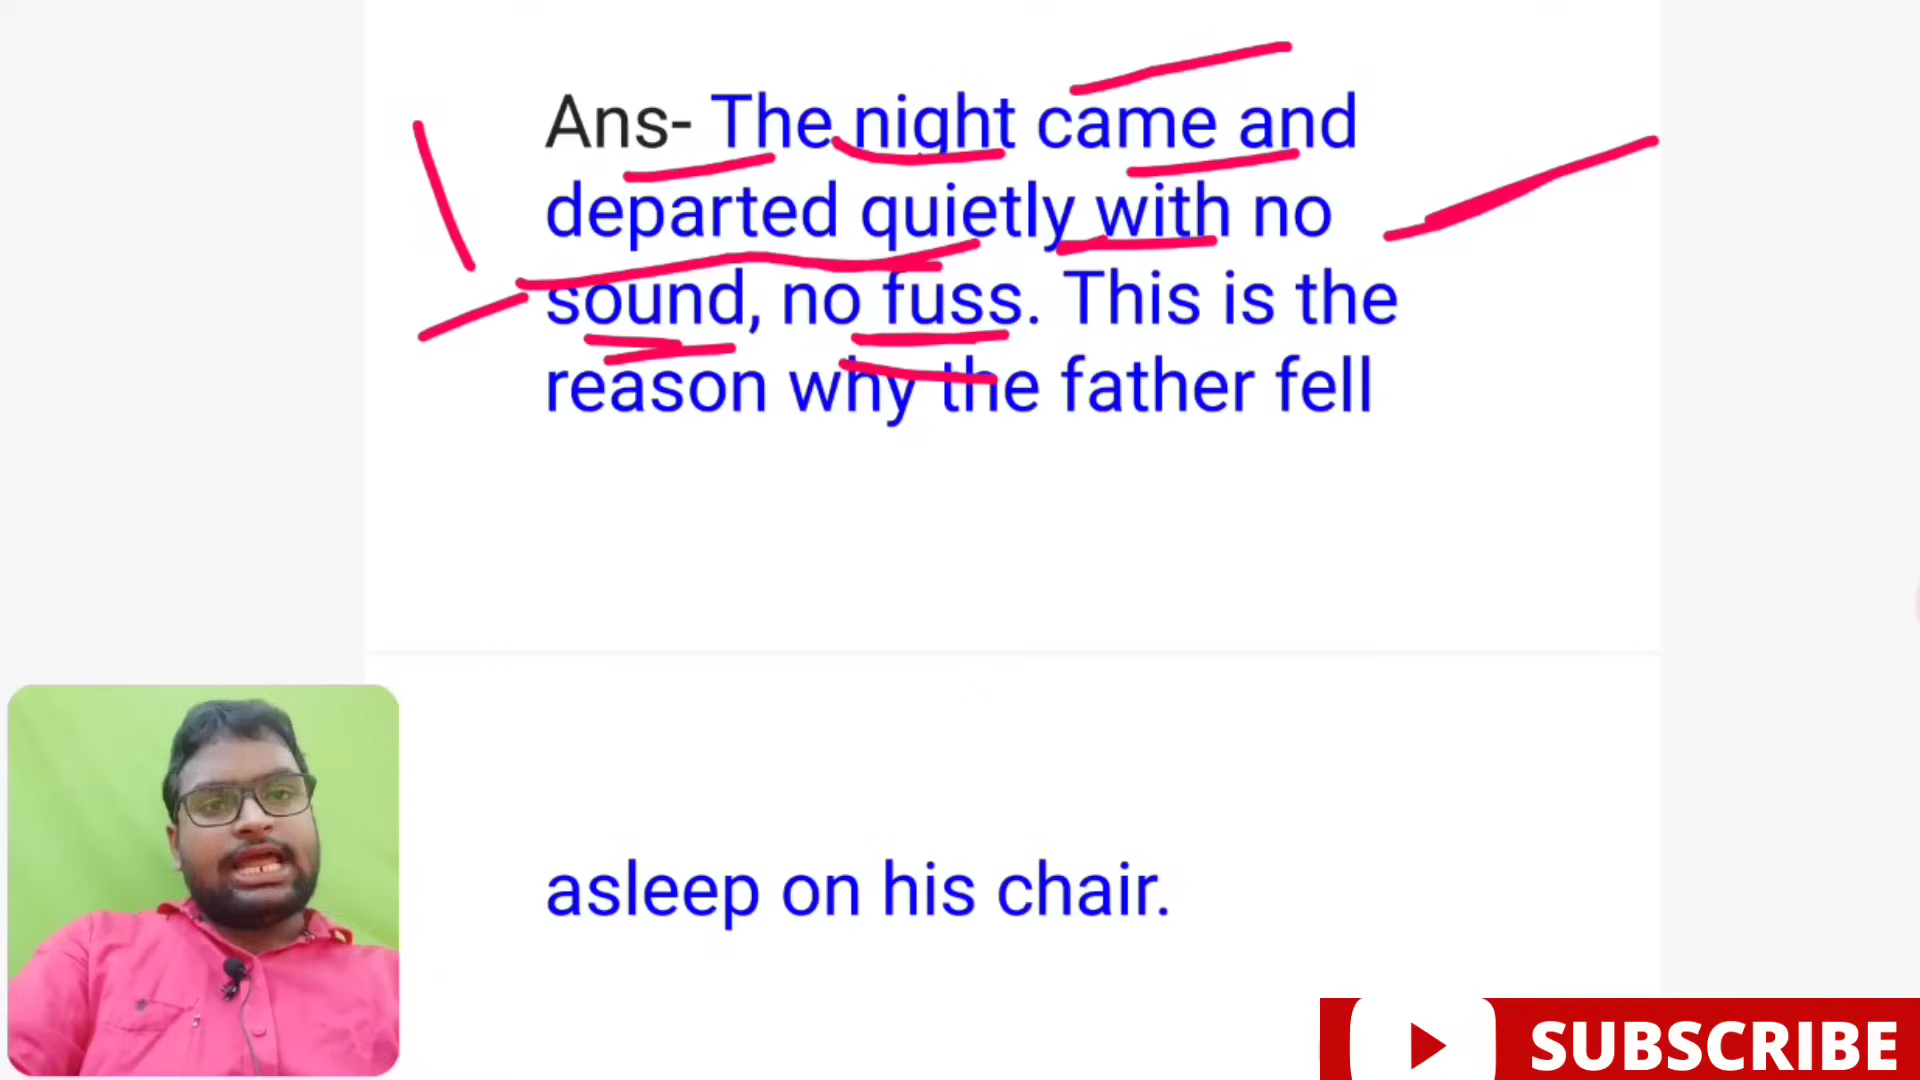 Ans- The night came and
departed quietly with no
sound, no fuss. This is the
reason why the father fell
asleep on his chair.
SUBSCRIBE